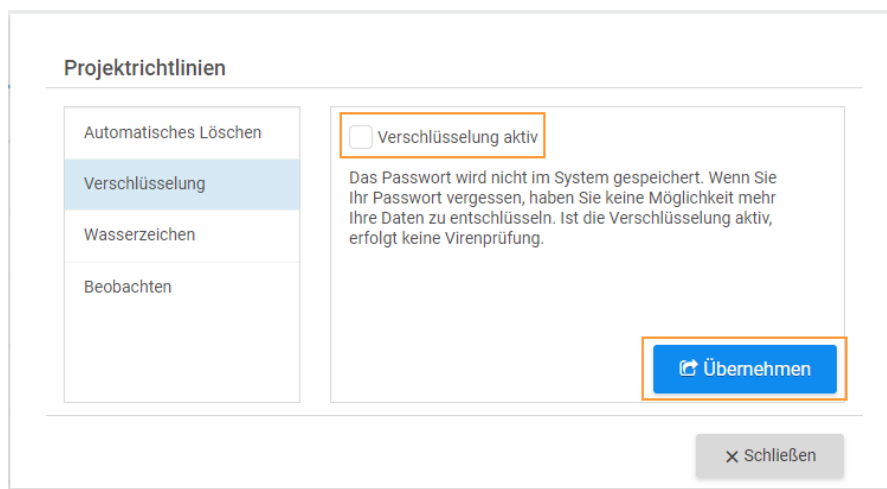 Projektrichtlinien
Automatisches Löschen
Verschlüsselung
Wasserzeichen
Beobachten
Verschlüsselung aktiv
Das Passwort wird nicht im System gespeichert. Wenn Sie
Ihr Passwort vergessen, haben Sie keine Möglichkeit mehr
Ihre Daten zu entschlüsseln. Ist die Verschlüsselung aktiv,
erfolgt keine Virenprüfung.
Übernehmen
Schließen